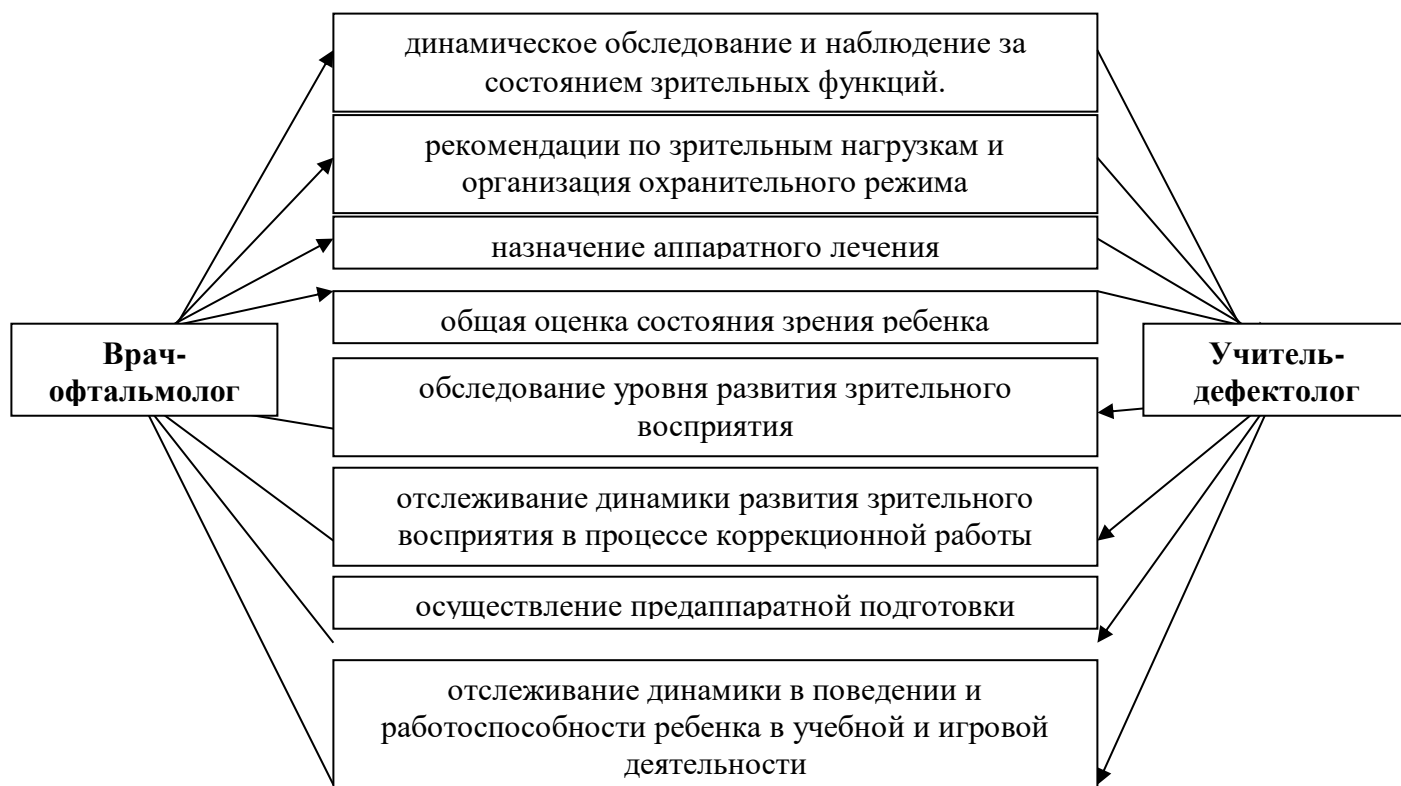 динамическое обследование и наблюдение за
состоянием зрительных функций.
рекомендации по зрительным нагрузкам и
организация охранительного режима
назначение аппаратного лечения
общая оценка состояния зрения ребенка
Врач-
офтальмолог
Учитель-
дефектолог
обследование уровня развития зрительного
восприятия
отслеживание динамики развития зрительного
восприятия в процессе коррекционной работы
осуществление предаппаратной подготовки
отслеживание динамики в поведении и
работоспособности ребенка в учебной и игровой
деятельности